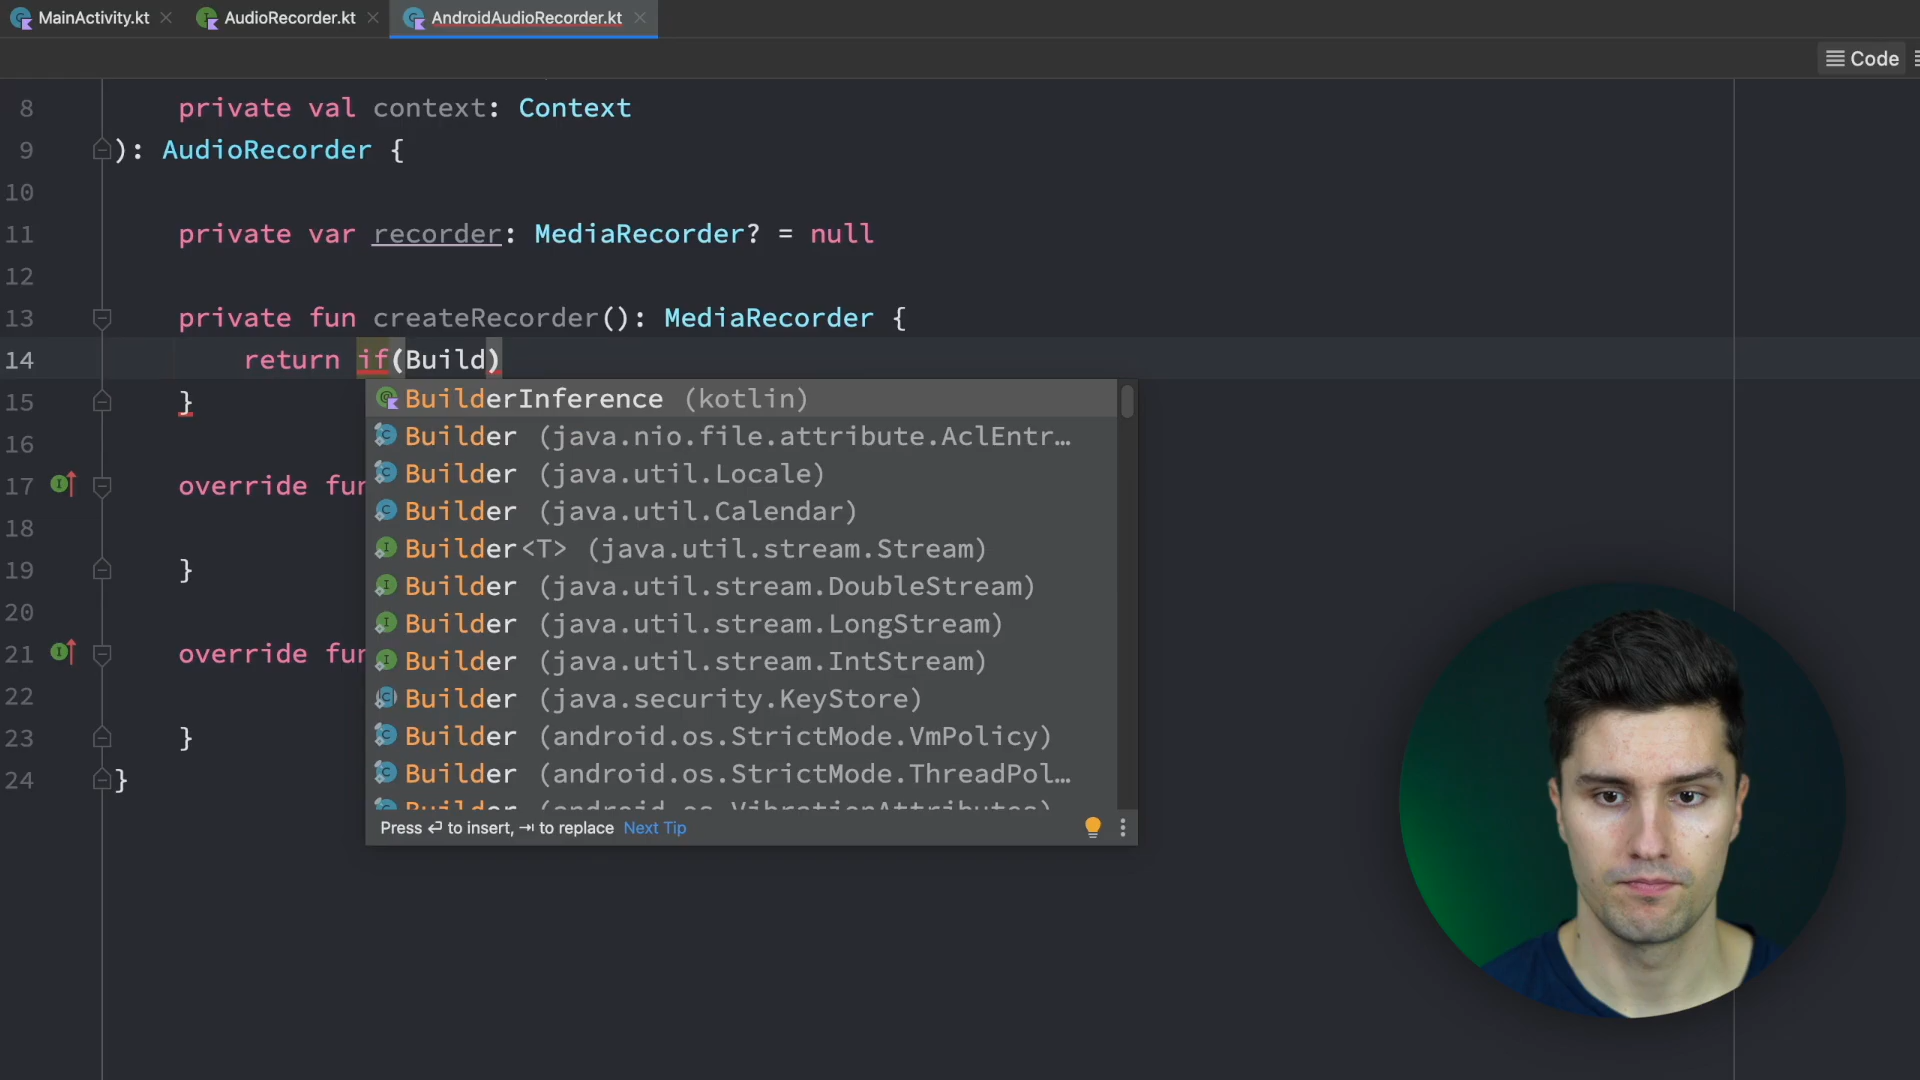 MainActivity.kt
AudioRecorder.kt
AndroidAudioRecorder.kt
Code
8 private val context: Context
9 ): AudioRecorder {
10
11 private var recorder: MediaRecorder? = null
12
13 private fun createRecorder(): MediaRecorder {
14 return if(Build)
15 }
16
17 override fun
18
19 }
20
21 override fun
22
23 }
24 }
BuilderInference (kotlin)
Builder (java.nio.file.attribute.AclEntr…
Builder (java.util.Locale)
Builder (java.util.Calendar)
Builder<T> (java.util.stream.Stream)
Builder (java.util.stream.DoubleStream)
Builder (java.util.stream.LongStream)
Builder (java.util.stream.IntStream)
Builder (java.security.KeyStore)
Builder (android.os.StrictMode.VmPolicy)
Builder (android.os.StrictMode.ThreadPol…
Builder (android.os.VibrationAttributes)
Press ↩ to insert, ⇥ to replace Next Tip